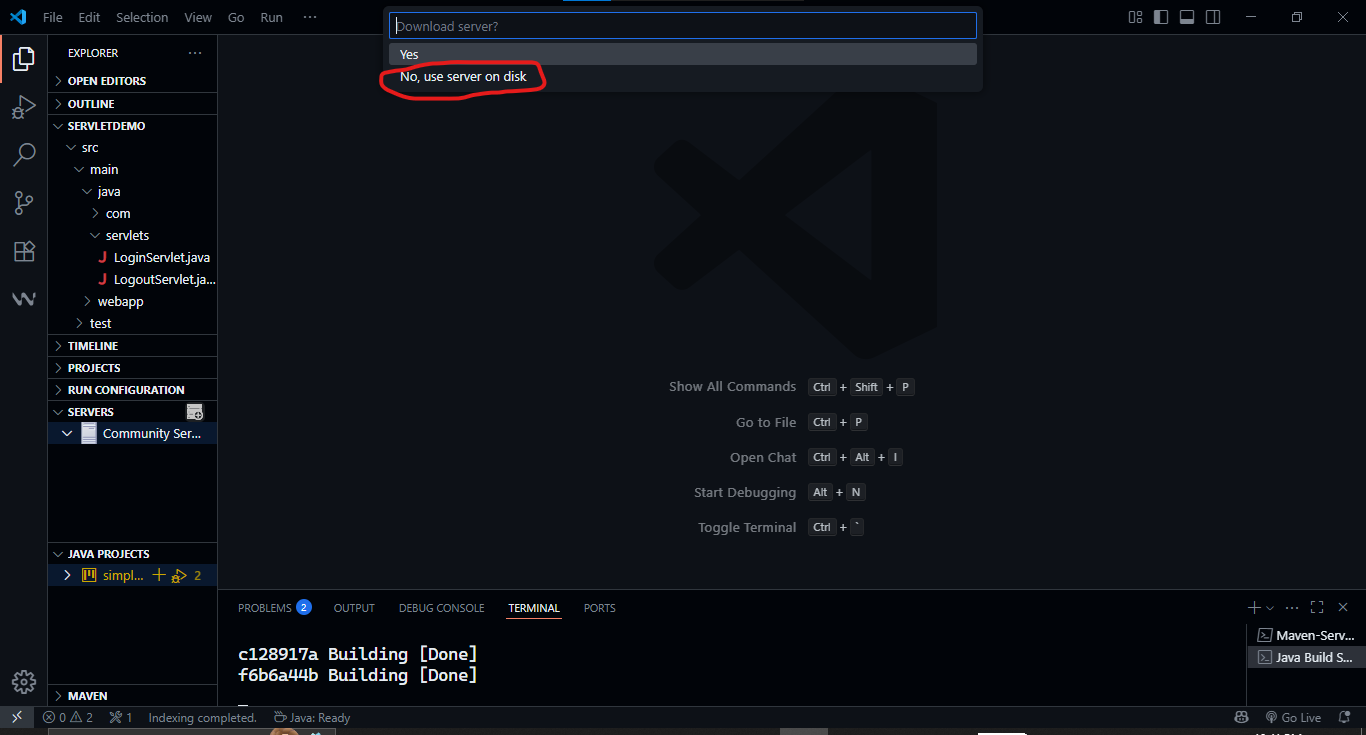 File Edit Selection View Go Run ···
Download server?
Yes
No, use server on disk
EXPLORER ···
OPEN EDITORS
OUTLINE
SERVLETDEMO
src
main
java
com
servlets
LoginServlet.java
LogoutServlet.ja...
webapp
test
TIMELINE
PROJECTS
RUN CONFIGURATION
SERVERS
Community Ser...
JAVA PROJECTS
simpl... 2
MAVEN
Show All Commands Ctrl + Shift + P
Go to File Ctrl + P
Open Chat Ctrl + Alt + I
Start Debugging Alt + N
Toggle Terminal Ctrl + `
PROBLEMS 2 OUTPUT DEBUG CONSOLE TERMINAL PORTS
c128917a Building [Done]
f6b6a44b Building [Done]
Maven-Serv...
Java Build S...
0 2 1 Indexing completed. Java: Ready Go Live